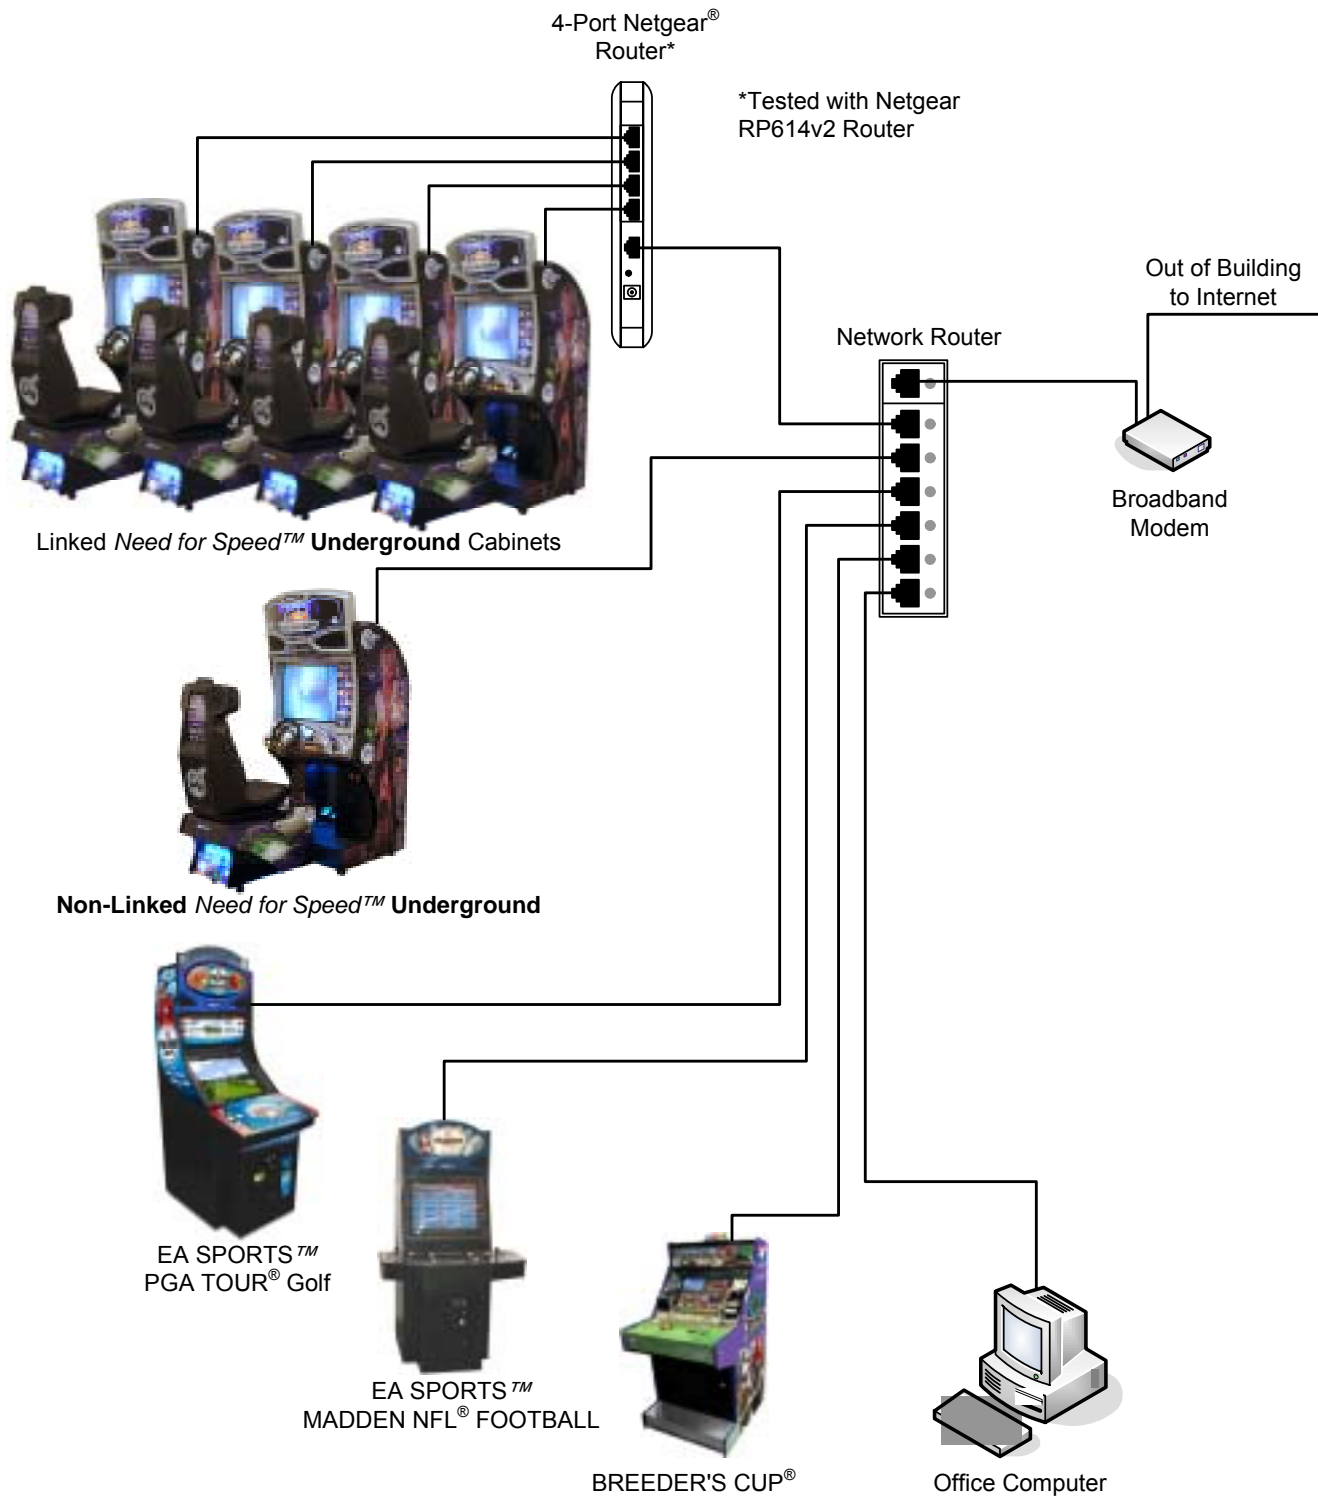 4-Port Netgear®
Router*
*Tested with Netgear
RP614v2 Router
Out of Building
to Internet
Network Router
Broadband
Modem
Linked Need for Speed™ Underground Cabinets
Non-Linked Need for Speed™ Underground
EA SPORTS™
PGA TOUR® Golf
EA SPORTS™
MADDEN NFL® FOOTBALL
BREEDER'S CUP®
Office Computer